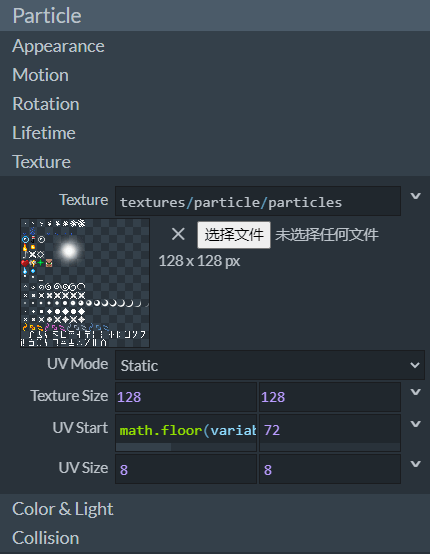 Particle
Appearance
Motion
Rotation
Lifetime
Texture
Texture textures/particle/particles
選择文件 未选择任何文件
128 x 128 px
UV Mode Static
Texture Size 128 128
UV Start math.floor(variab 72
UV Size 8 8
Color & Light
Collision